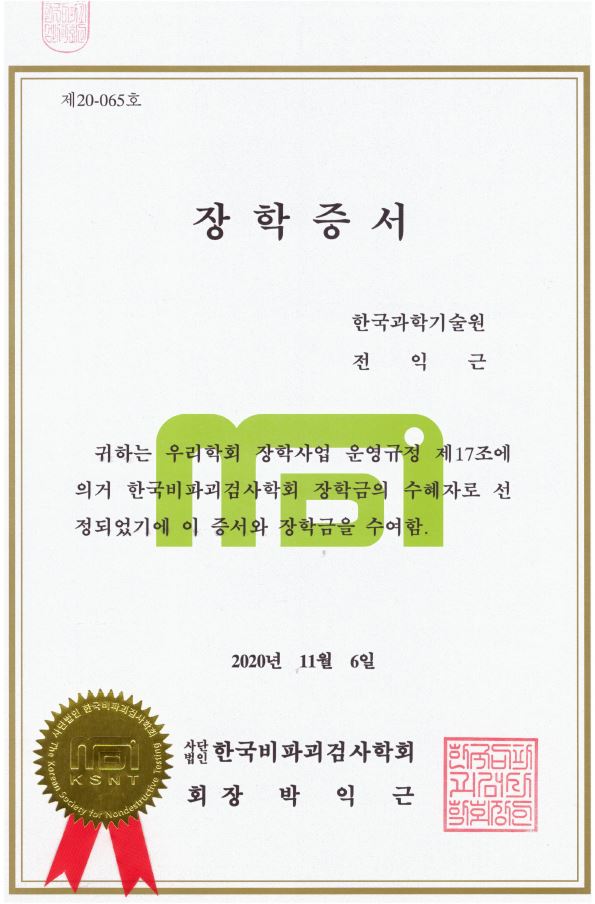 제20-065호
장 학 증 서
한국과학기술원
전 익 근
귀하는 우리학회 장학사업 운영규정 제17조에
의거 한국비파괴검사학회 장학금의 수혜자로 선
정되었기에 이 증서와 장학금을 수여함.
2020년 11월 6일
사단법인 한국비파괴검사학회
회 장 박 익 근
사단법인 한국비파괴검사학회
KSNT
The Korean Society for Nondestructive Testing